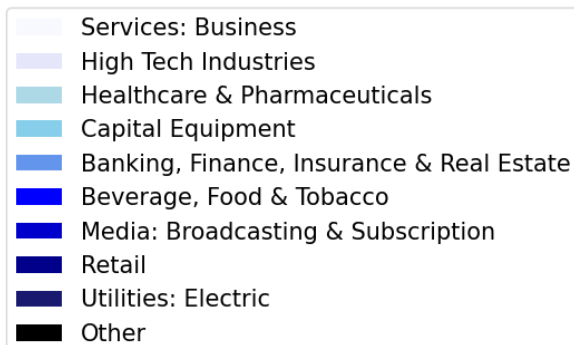 Services: Business
High Tech Industries
Healthcare & Pharmaceuticals
Capital Equipment
Banking, Finance, Insurance & Real Estate
Beverage, Food & Tobacco
Media: Broadcasting & Subscription
Retail
Utilities: Electric
Other